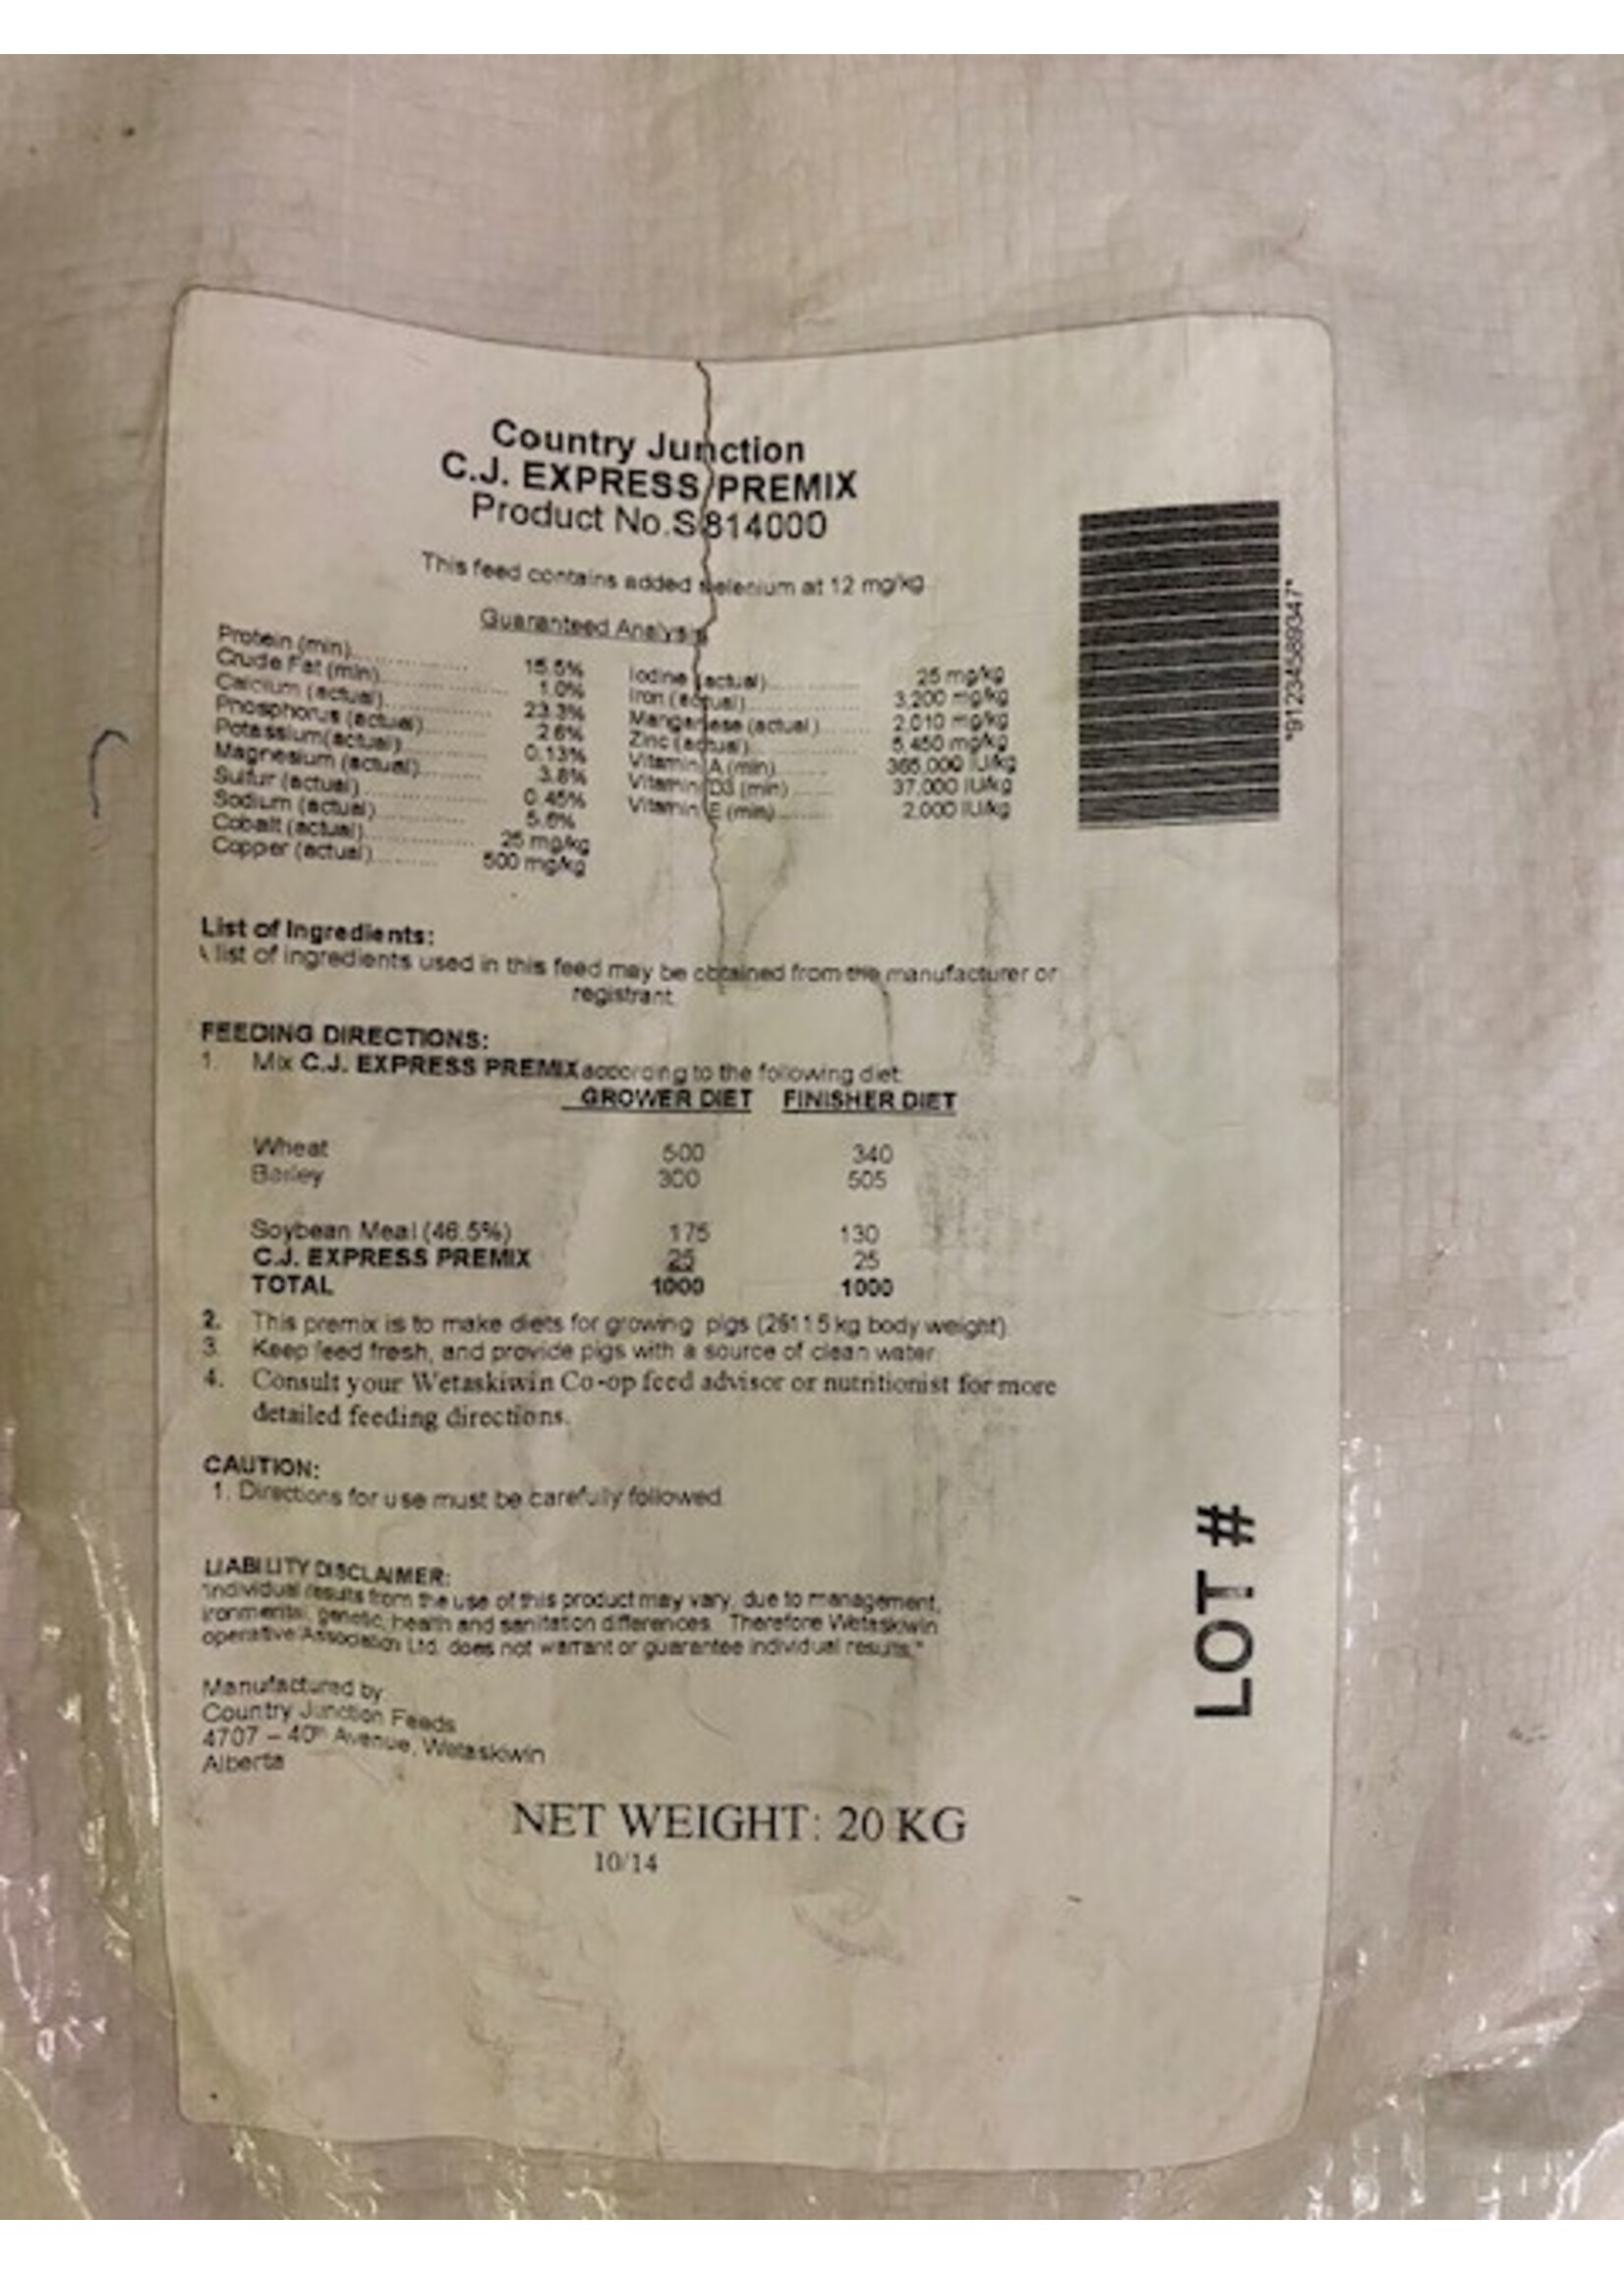 Country Junction
C.J. EXPRESS PREMIX
Product No.S814000
This feed contains added selenium at 12 mg/kg
Guaranteed Analysis
Protein (min)............ 15.5%
Crude Fat (min)............ 1.0%
Calcium (actual)............ 23.3%
Phosphorus (actual)............ 2.6%
Potassium(actual)............ 0.13%
Magnesium (actual)............ 3.8%
Sulfur (actual)............ 0.45%
Sodium (actual)............ 5.6%
Cobalt (actual)............ 25 mg/kg
Copper (actual)............ 500 mg/kg
Iodine (actual)............ 25 mg/kg
Iron (actual)............ 3,200 mg/kg
Manganese (actual)............ 2,010 mg/kg
Zinc (actual)............ 5,450 mg/kg
Vitamin A (min)............ 365,000 IU/kg
Vitamin D3 (min)............ 37,000 IU/kg
Vitamin E (min)............ 2,000 IU/kg
*9123458934 7*
List of Ingredients:
list of ingredients used in this feed may be obtained from the manufacturer or
registrant.
FEEDING DIRECTIONS:
1. Mix C.J. EXPRESS PREMIX according to the following diet:
GROWER DIET FINISHER DIET
Wheat 500 340
Barley 300 505
Soybean Meal (46.5%) 175 130
C.J. EXPRESS PREMIX 25 25
TOTAL 1000 1000
2. This premix is to make diets for growing pigs (25115 kg body weight).
3. Keep feed fresh, and provide pigs with a source of clean water.
4. Consult your Wetaskiwin Co-op feed advisor or nutritionist for more
detailed feeding directions.
CAUTION:
1. Directions for use must be carefully followed.
LIABILITY DISCLAIMER:
"Individual results from the use of this product may vary, due to management,
ironmental, genetic, health and sanitation differences. Therefore Wetaskiwin
operative Association Ltd. does not warrant or guarantee individual results."
Manufactured by
Country Junction Feeds
4707 – 40th Avenue, Wetaskiwin
Alberta
NET WEIGHT: 20 KG
10/14
LOT #